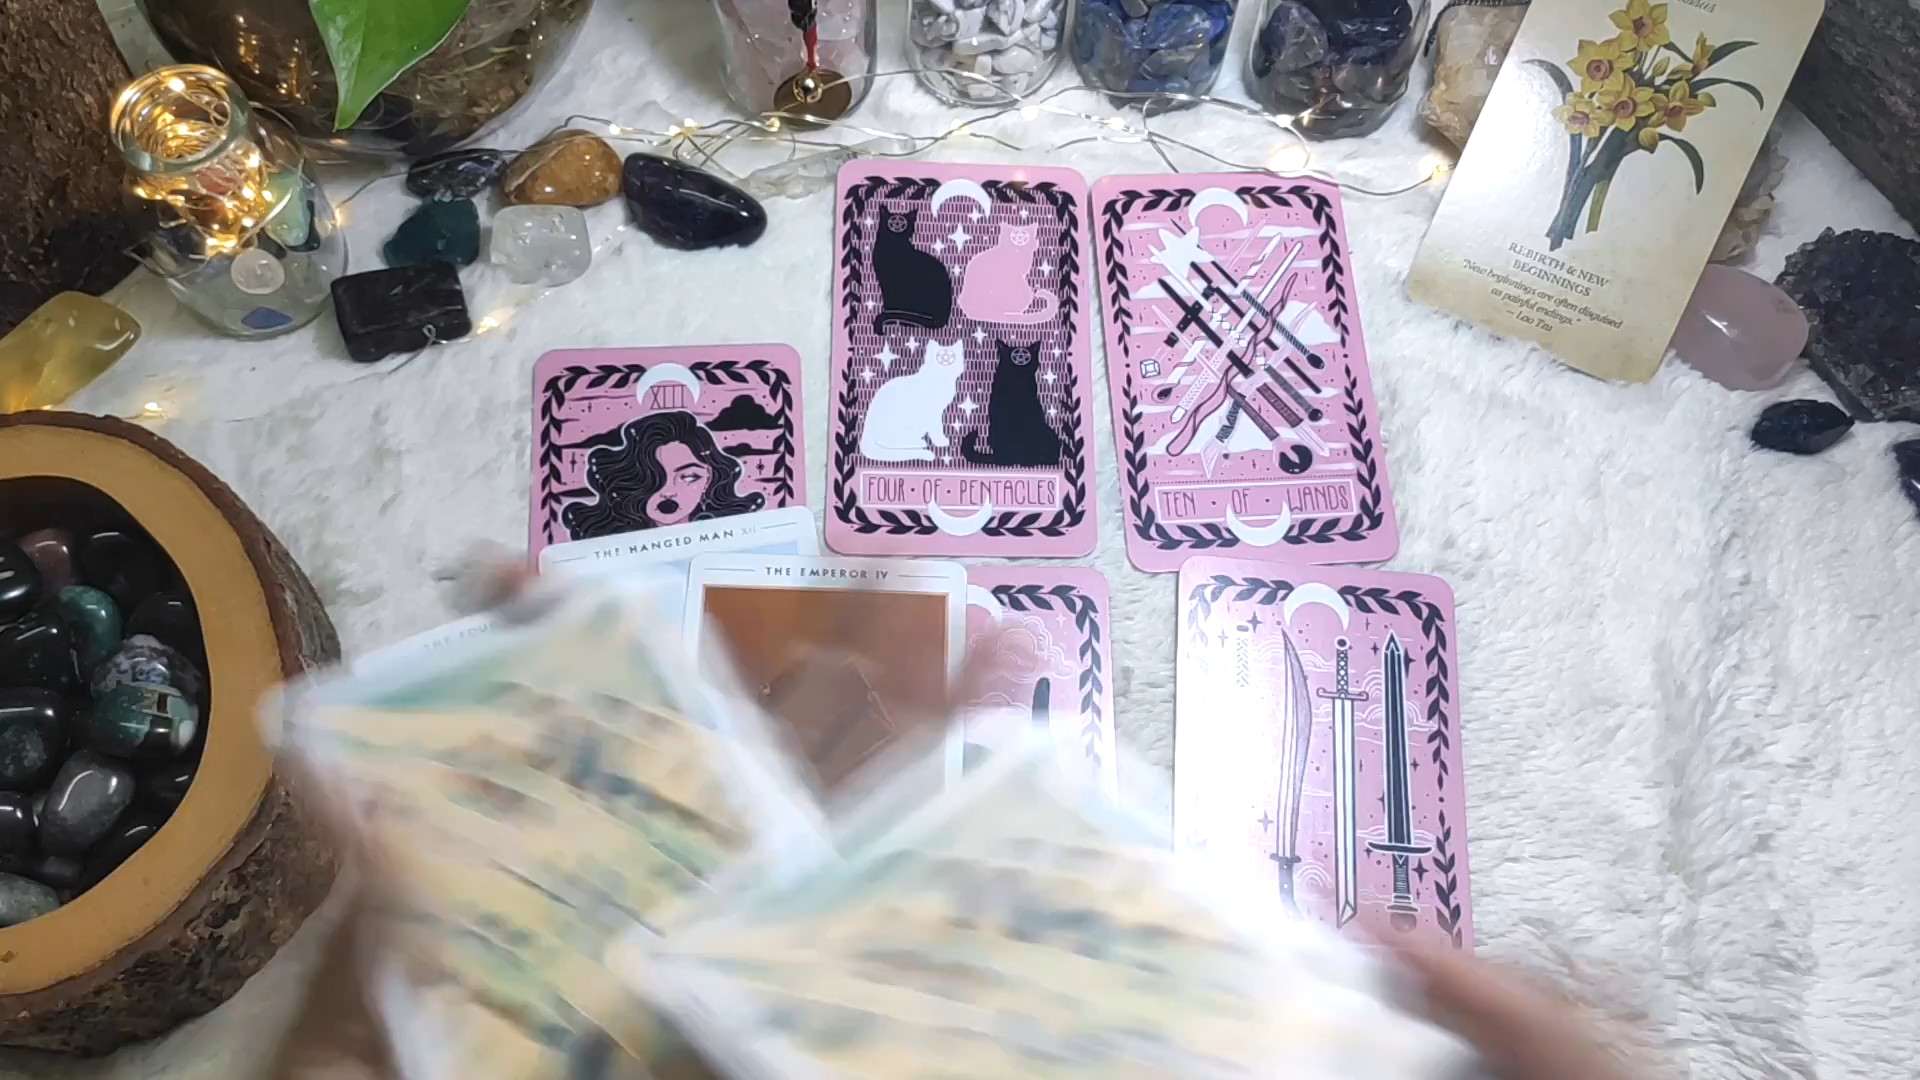 REBIRTH & NEW
BEGINNINGS
"New beginnings are often disguised
as painful endings."
— Lao Tzu
XIII
FOUR · OF · PENTACLES
TEN · OF · WANDS
THE HANGED MAN XII
THE EMPEROR IV
THE